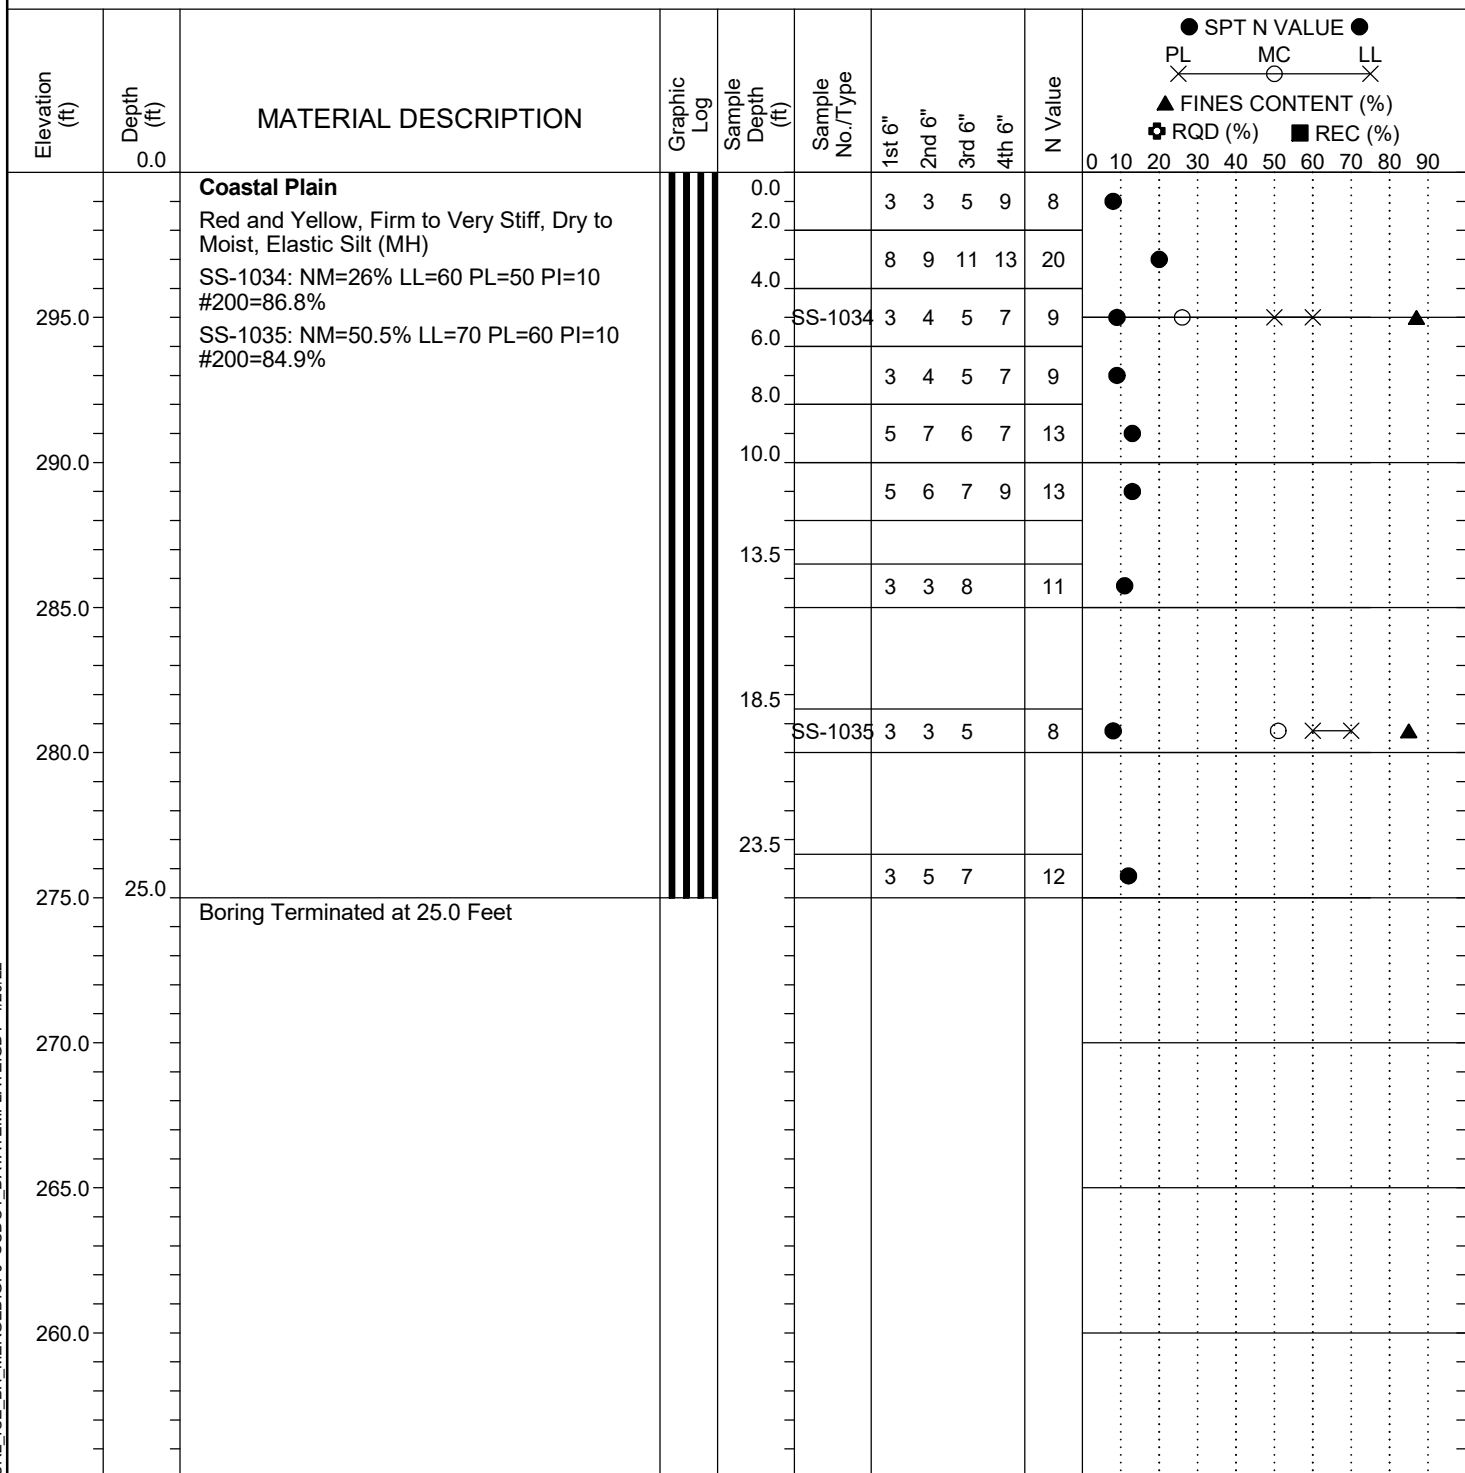 ● SPT N VALUE ●
PL MC LL
▲ FINES CONTENT (%)
RQD (%) ■ REC (%)
Elevation (ft)
Depth (ft)
0.0
MATERIAL DESCRIPTION
Graphic Log
Sample Depth (ft)
Sample No./Type
1st 6"
2nd 6"
3rd 6"
4th 6"
N Value
0 10 20 30 40 50 60 70 80 90
Coastal Plain
Red and Yellow, Firm to Very Stiff, Dry to
Moist, Elastic Silt (MH)
SS-1034: NM=26% LL=60 PL=50 PI=10
#200=86.8%
SS-1035: NM=50.5% LL=70 PL=60 PI=10
#200=84.9%
0.0
3 3 5 9 8
2.0
8 9 11 13 20
4.0
295.0
SS-1034 3 4 5 7 9
6.0
3 4 5 7 9
8.0
5 7 6 7 13
10.0
290.0
5 6 7 9 13
13.5
3 3 8 11
285.0
18.5
SS-1035 3 3 5 8
280.0
23.5
3 5 7 12
275.0
25.0
Boring Terminated at 25.0 Feet
270.0
265.0
260.0